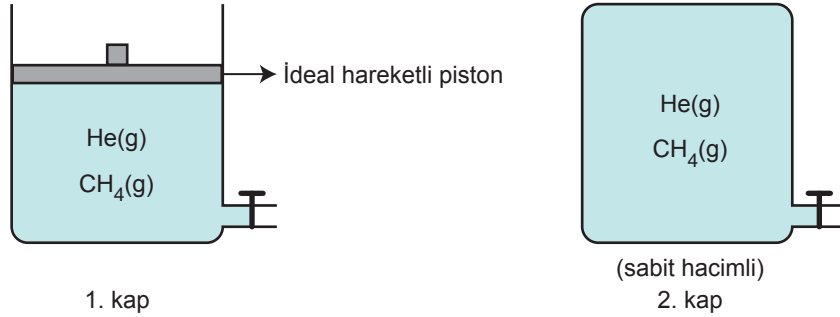 İdeal hareketli piston
He(g)
CH₄(g)
1. kap
He(g)
CH₄(g)
(sabit hacimli)
2. kap